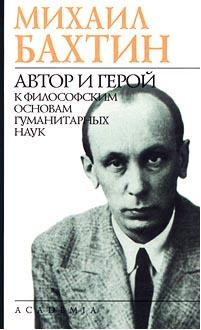 МИХАИЛ
БАХТИН
АВТОР И ГЕРОЙ
К ФИЛОСОФСКИМ
ОСНОВАМ
ГУМАНИТАРНЫХ
НАУК
ACADEMIA